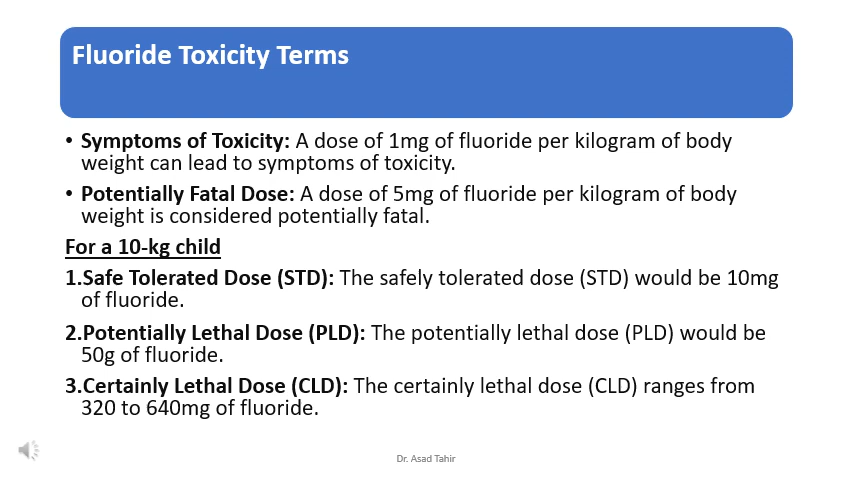 Fluoride Toxicity Terms
• Symptoms of Toxicity: A dose of 1mg of fluoride per kilogram of body
weight can lead to symptoms of toxicity.
• Potentially Fatal Dose: A dose of 5mg of fluoride per kilogram of body
weight is considered potentially fatal.
For a 10-kg child
1.Safe Tolerated Dose (STD): The safely tolerated dose (STD) would be 10mg
of fluoride.
2.Potentially Lethal Dose (PLD): The potentially lethal dose (PLD) would be
50g of fluoride.
3.Certainly Lethal Dose (CLD): The certainly lethal dose (CLD) ranges from
320 to 640mg of fluoride.
Dr. Asad Tahir